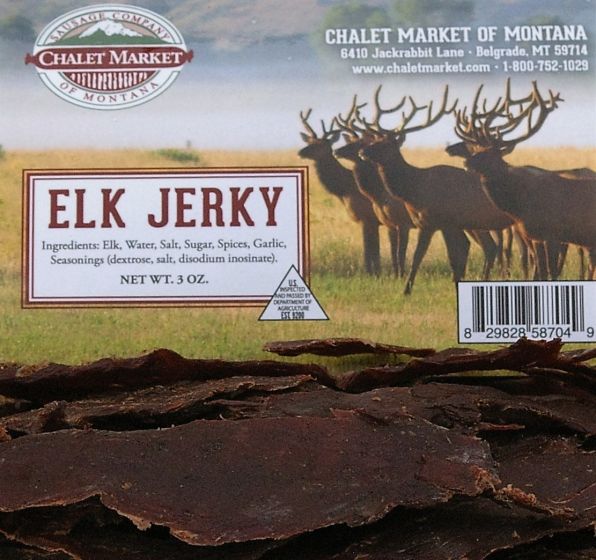 SAUSAGE COMPANY
CHALET MARKET
OF MONTANA
CHALET MARKET OF MONTANA
6410 Jackrabbit Lane · Belgrade, MT 59714
www.chaletmarket.com · 1-800-752-1029
ELK JERKY
Ingredients: Elk, Water, Salt, Sugar, Spices, Garlic,
Seasonings (dextrose, salt, disodium inosinate).
NET WT. 3 OZ.
U.S.
INSPECTED
AND PASSED BY
DEPARTMENT OF
AGRICULTURE
EST. 9200
8 29828 58704 9